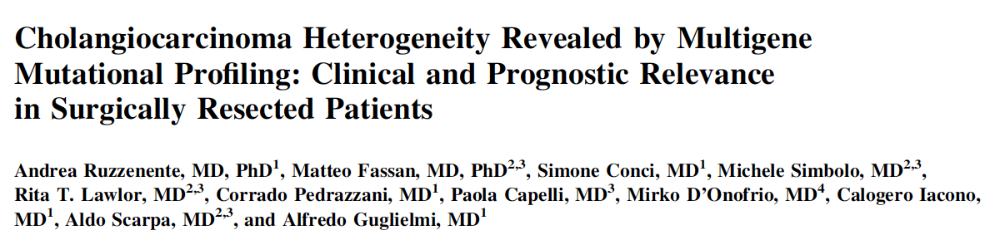 Cholangiocarcinoma Heterogeneity Revealed by Multigene
Mutational Profiling: Clinical and Prognostic Relevance
in Surgically Resected Patients
Andrea Ruzzenente, MD, PhD¹, Matteo Fassan, MD, PhD²,³, Simone Conci, MD¹, Michele Simbolo, MD²,³,
Rita T. Lawlor, MD²,³, Corrado Pedrazzani, MD¹, Paola Capelli, MD³, Mirko D’Onofrio, MD⁴, Calogero Iacono,
MD¹, Aldo Scarpa, MD²,³, and Alfredo Guglielmi, MD¹